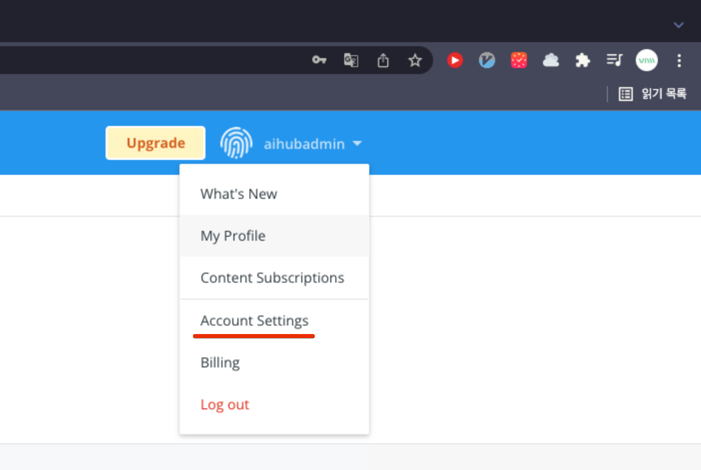 읽기 목록
Upgrade
aihubadmin
What's New
My Profile
Content Subscriptions
Account Settings
Billing
Log out